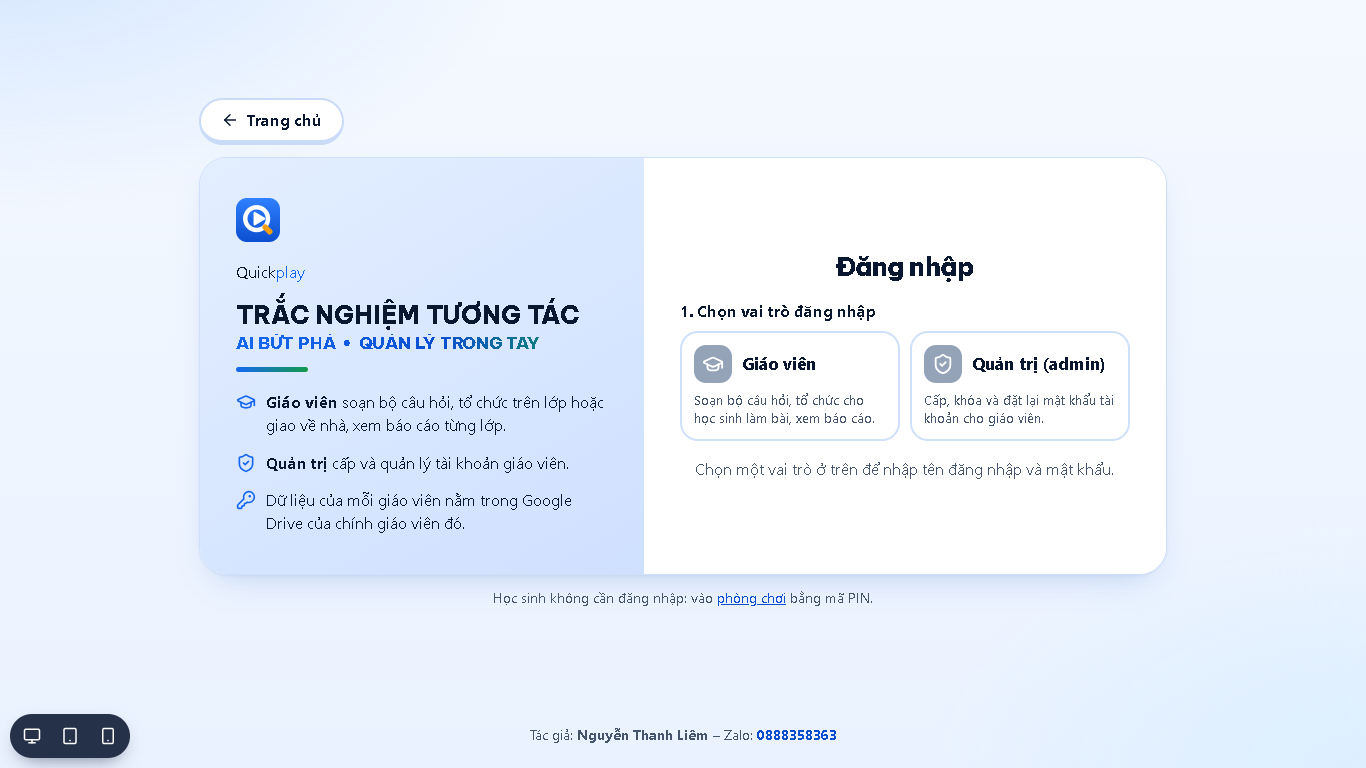 Trang chủ
Quickplay
TRẮC NGHIỆM TƯƠNG TÁC
AI BỨT PHÁ • QUẢN LÝ TRONG TAY
Giáo viên soạn bộ câu hỏi, tổ chức trên lớp hoặc
giao về nhà, xem báo cáo từng lớp.
Quản trị cấp và quản lý tài khoản giáo viên.
Dữ liệu của mỗi giáo viên nằm trong Google
Drive của chính giáo viên đó.
Đăng nhập
1. Chọn vai trò đăng nhập
Giáo viên
Soạn bộ câu hỏi, tổ chức cho
học sinh làm bài, xem báo cáo.
Quản trị (admin)
Cấp, khóa và đặt lại mật khẩu tài
khoản cho giáo viên.
Chọn một vai trò ở trên để nhập tên đăng nhập và mật khẩu.
Học sinh không cần đăng nhập: vào phòng chơi bằng mã PIN.
Tác giả: Nguyễn Thanh Liêm – Zalo: 0888358363